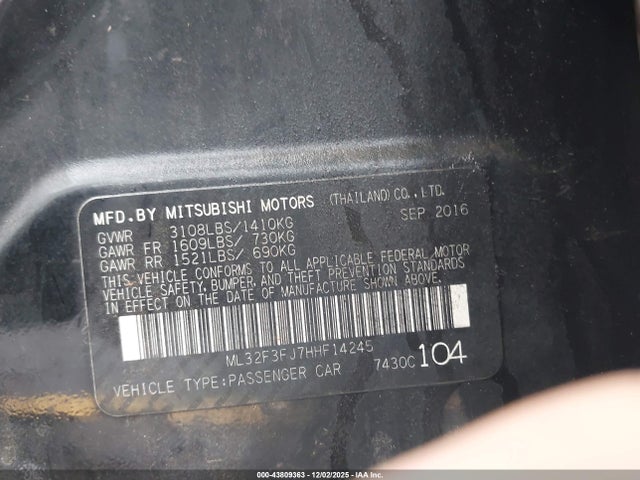 MFD.BY MITSUBISHI MOTORS (THAILAND)CO.,LTD.
SEP 2016
GVWR 3108LBS/1410KG
GAWR FR 1609LBS/ 730KG
GAWR RR 1521LBS/ 690KG
THIS VEHICLE CONFORMS TO ALL APPLICABLE FEDERAL MOTOR
VEHICLE SAFETY,BUMPER,AND THEFT PREVENTION STANDARDS
IN EFFECT ON THE DATE OF MANUFACTURE SHOWN ABOVE.
ML32F3FJ7HHF14245
VEHICLE TYPE:PASSENGER CAR 7430C 104
000-43809363 - 12/02/2025 - IAA Inc.